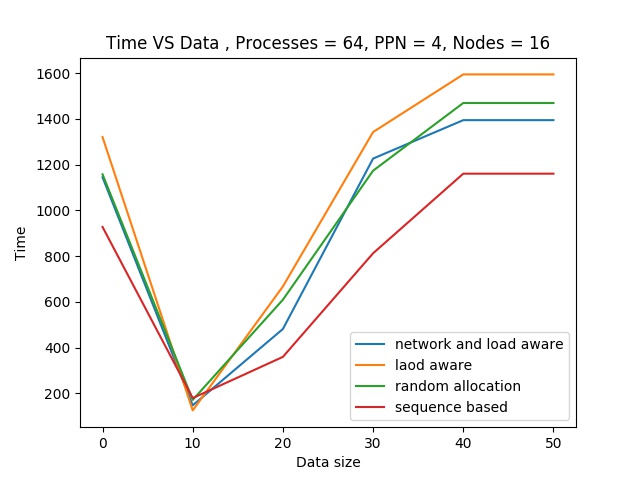 Time VS Data , Processes = 64, PPN = 4, Nodes = 16
1600
1400
1200
1000
800
600
400
200
Time
network and load aware
laod aware
random allocation
sequence based
0 10 20 30 40 50
Data size